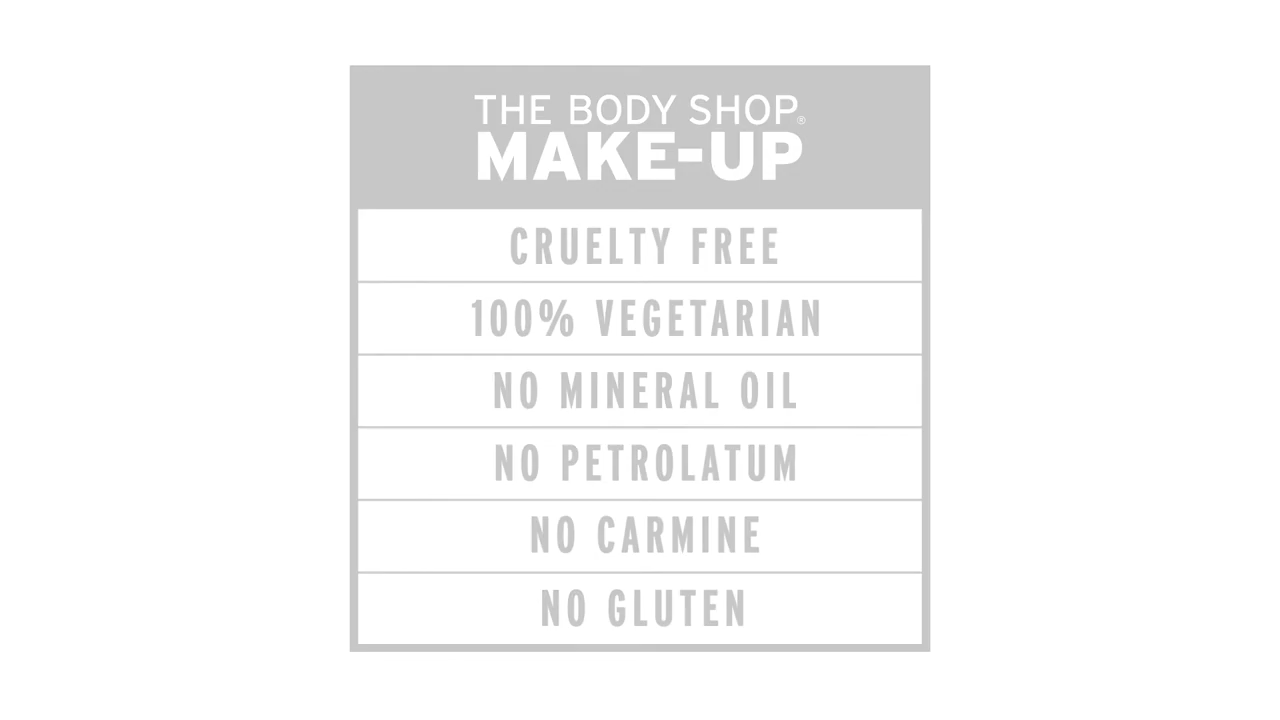 THE BODY SHOP®
MAKE-UP
CRUELTY FREE
100% VEGETARIAN
NO MINERAL OIL
NO PETROLATUM
NO CARMINE
NO GLUTEN